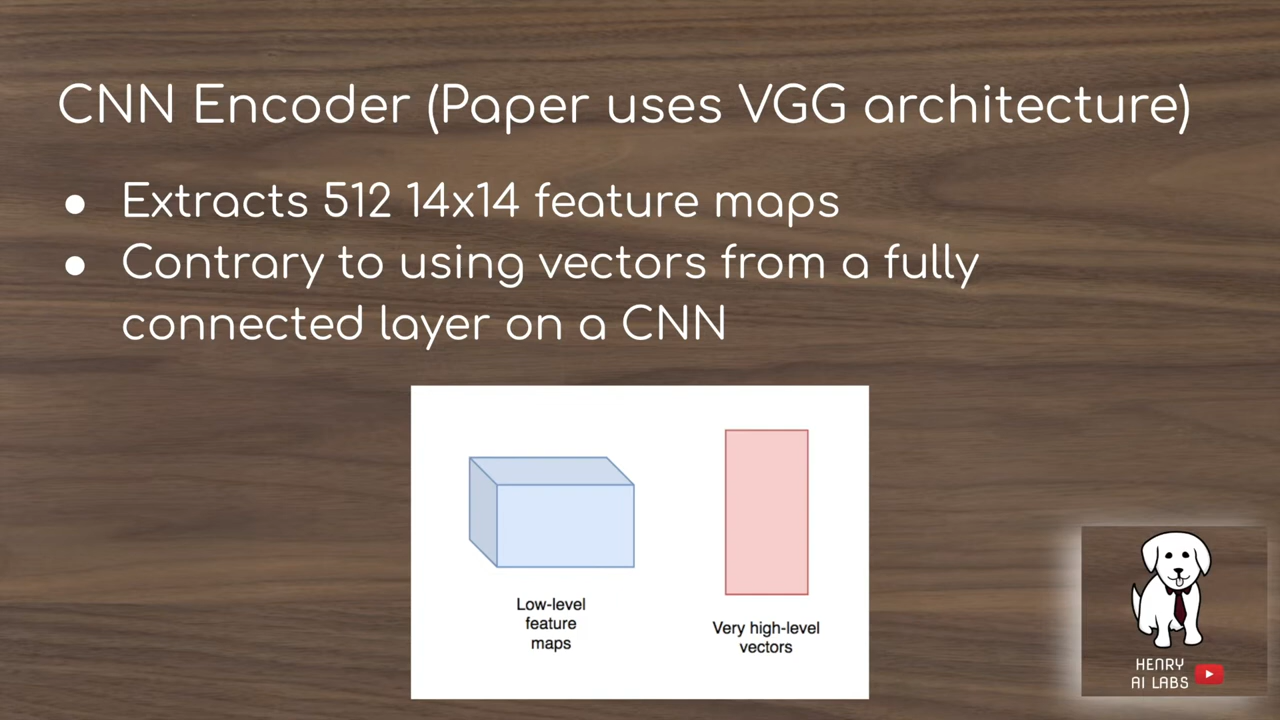 CNN Encoder (Paper uses VGG architecture)
● Extracts 512 14x14 feature maps
● Contrary to using vectors from a fully
connected layer on a CNN
Low-level
feature
maps
Very high-level
vectors
HENRY
AI LABS